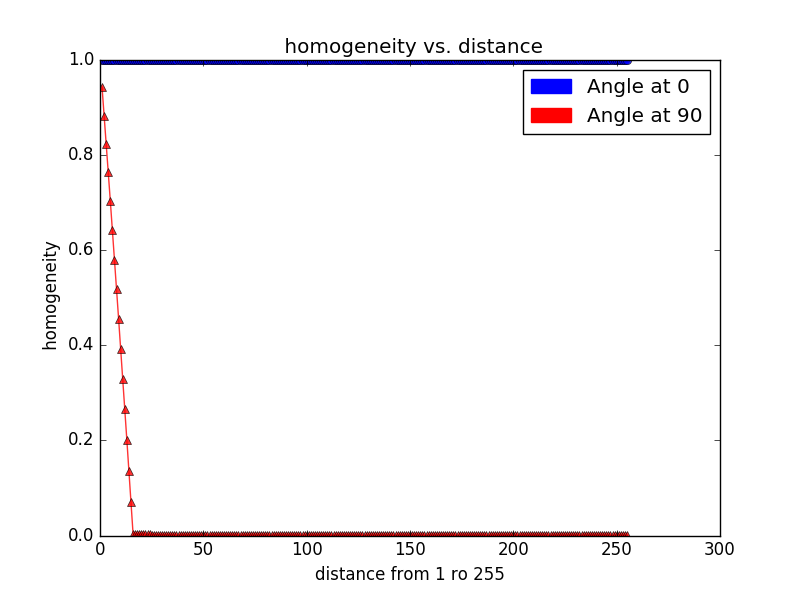 homogeneity vs. distance
1.0
0.8
0.6
0.4
0.2
0.0
homogeneity
Angle at 0
Angle at 90
0 50 100 150 200 250 300
distance from 1 ro 255